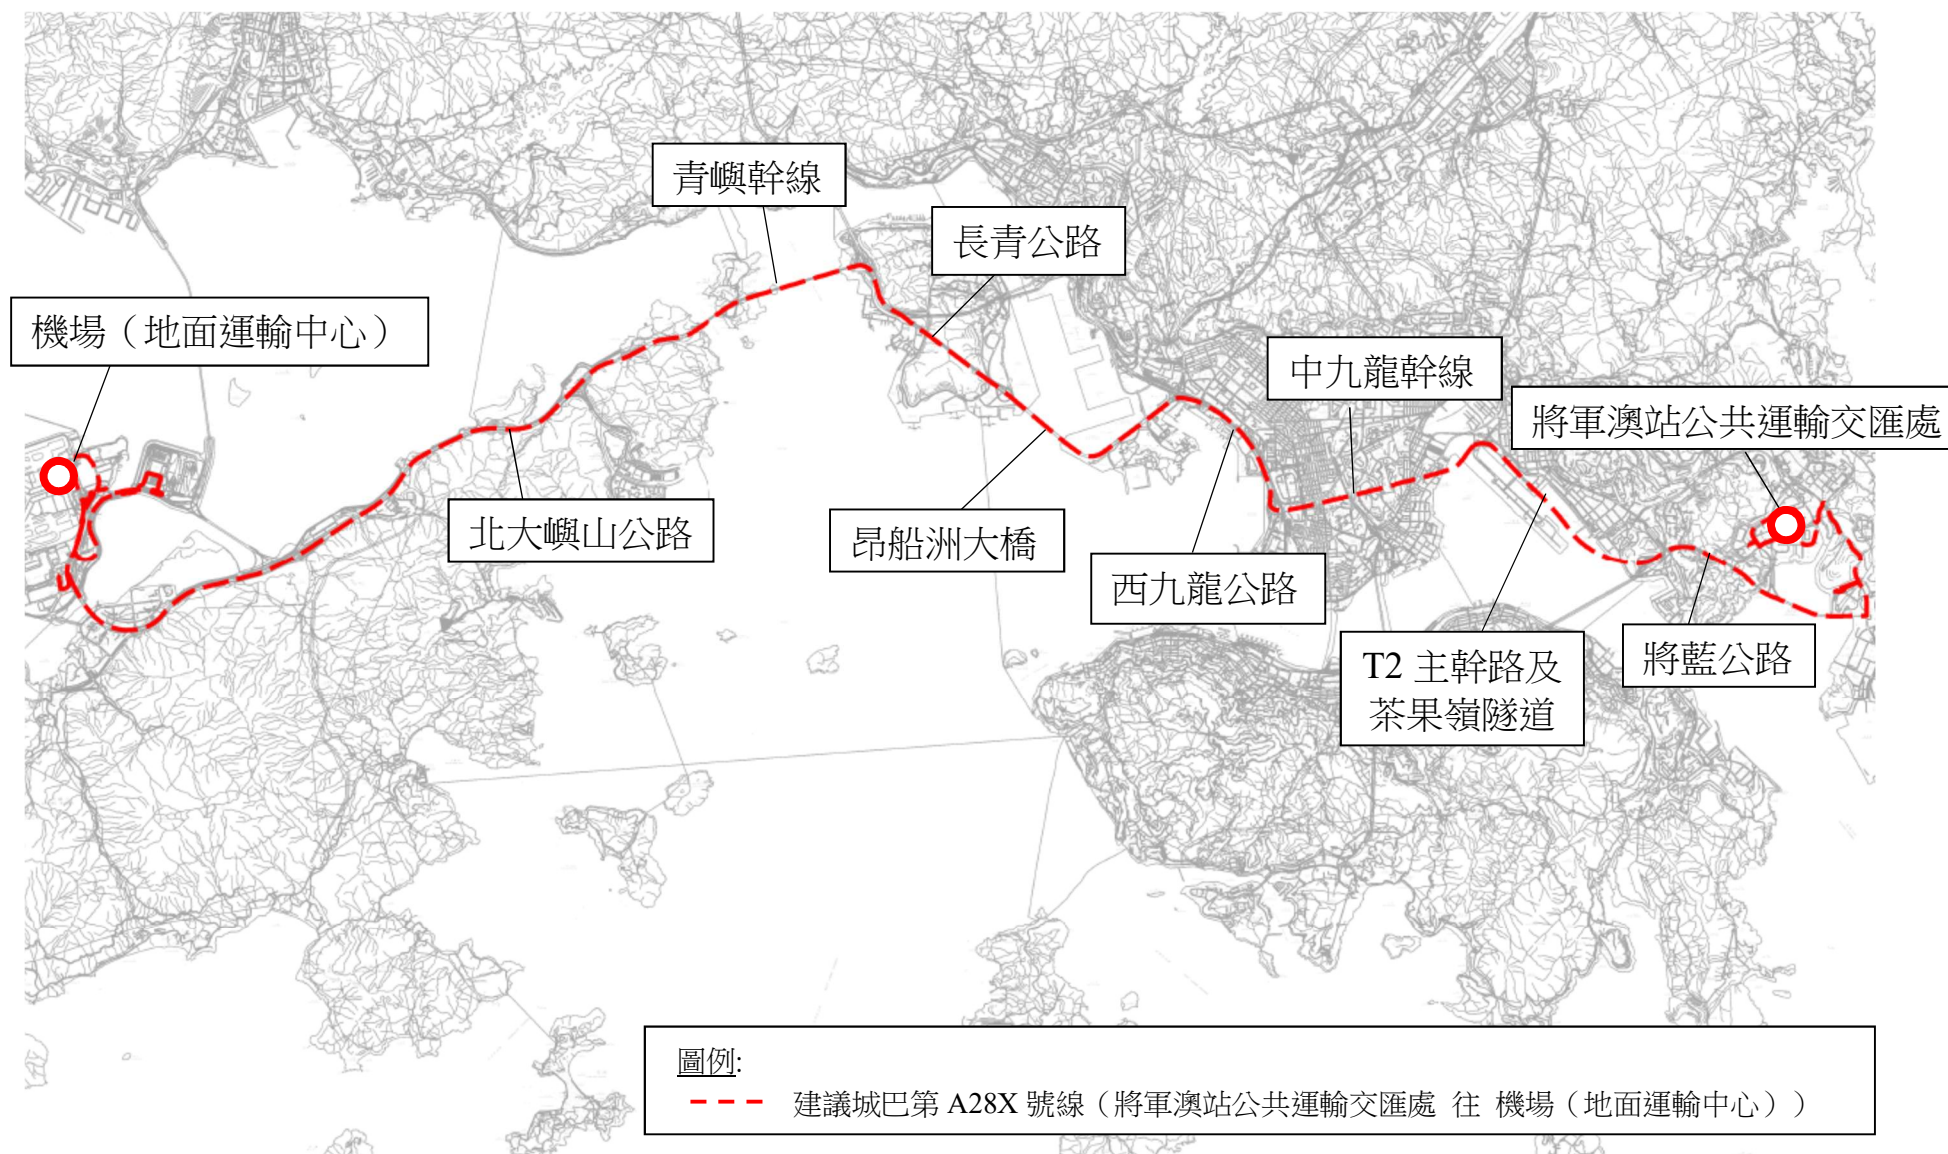 青嶼幹線
長青公路
機場（地面運輸中心）
中九龍幹線
將軍澳站公共運輸交匯處
北大嶼山公路
昂船洲大橋
西九龍公路
T2 主幹路及
茶果嶺隧道
將藍公路
圖例:
建議城巴第 A28X 號線（將軍澳站公共運輸交匯處 往 機場（地面運輸中心））